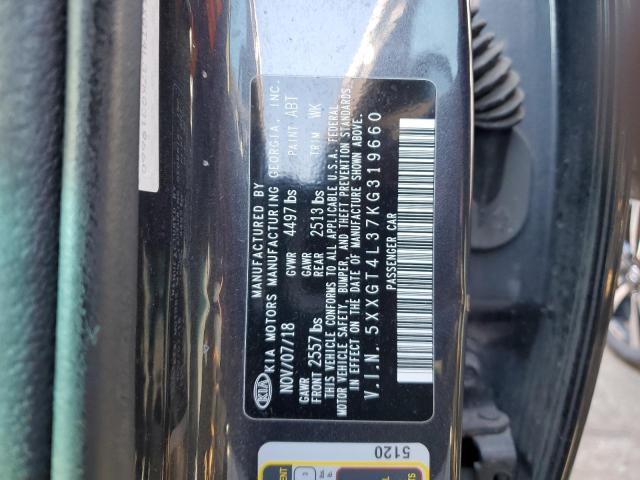 KIA
MANUFACTURED BY
KIA MOTORS MANUFACTURING GEORGIA, INC.
NOV/07/18 GVWR 4497 lbs PAINT ABT
GAWR FRONT 2557 lbs GAWR REAR 2513 lbs TRIM WK
THIS VEHICLE CONFORMS TO ALL APPLICABLE U.S.A. FEDERAL
MOTOR VEHICLE SAFETY, BUMPER, AND THEFT PREVENTION STANDARDS
IN EFFECT ON THE DATE OF MANUFACTURE SHOWN ABOVE.
V.I.N. 5XXGT4L37KG319660
PASSENGER CAR
5120